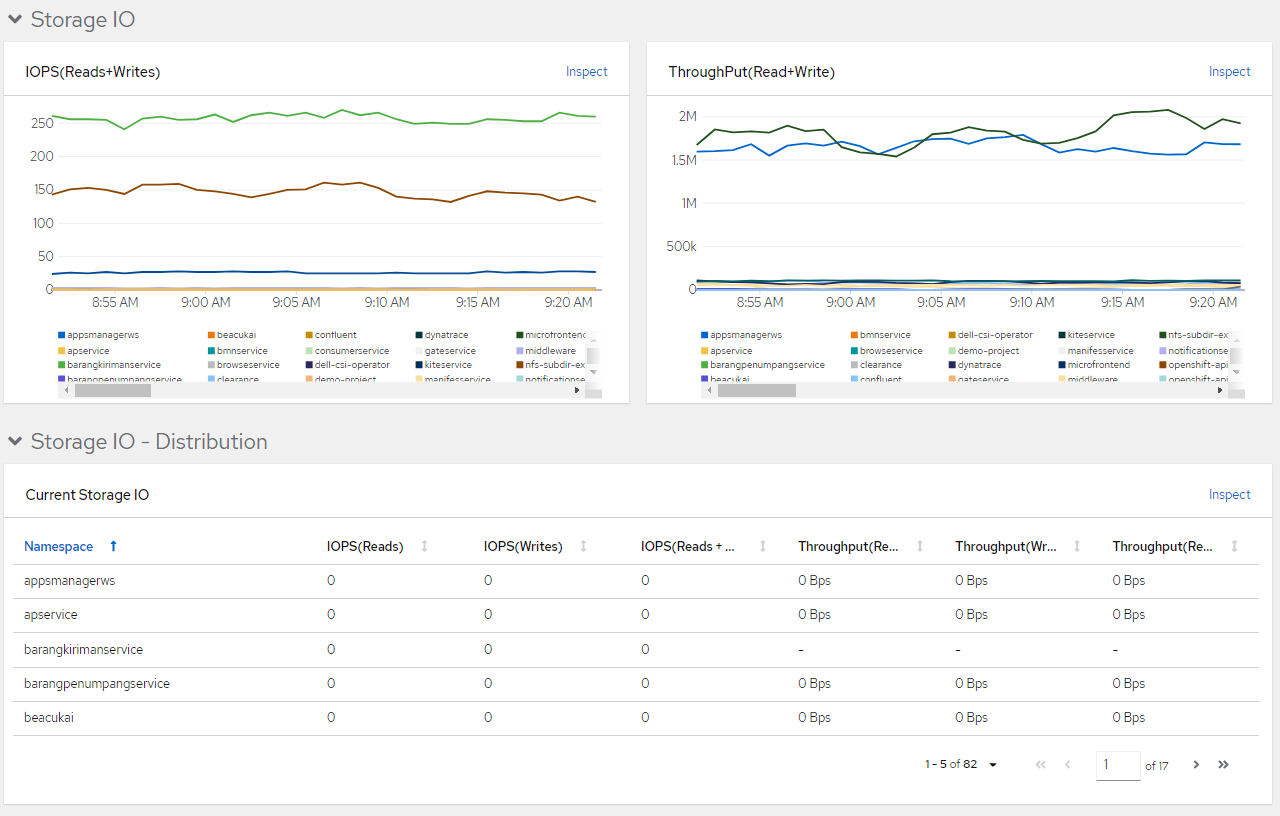 Storage IO
IOPS(Reads+Writes) Inspect
250
200
150
100
50
0
8:55 AM 9:00 AM 9:05 AM 9:10 AM 9:15 AM 9:20 AM
appsmanagerws beacukai confluent dynatrace microfrontend
apservice bmnservice consumerservice gateservice middleware
barangkirimanservice browseservice dell-csi-operator kiteservice nfs-subdir-ex
barangpenumpangservice clearance demo-project manifesservice notificationse
ThroughPut(Read+Write) Inspect
2M
1.5M
1M
500k
0
8:55 AM 9:00 AM 9:05 AM 9:10 AM 9:15 AM 9:20 AM
appsmanagerws bmnservice dell-csi-operator kiteservice nfs-subdir-ex
apservice browseservice demo-project manifesservice notificationse
barangpenumpangservice clearance dynatrace microfrontend openshift-api
beacukai confluent gateservice middleware openshift-api
Storage IO - Distribution
Current Storage IO Inspect
Namespace IOPS(Reads) IOPS(Writes) IOPS(Reads + ... Throughput(Re... Throughput(Wr... Throughput(Re...
appsmanagerws 0 0 0 0 Bps 0 Bps 0 Bps
apservice 0 0 0 0 Bps 0 Bps 0 Bps
barangkirimanservice 0 0 0 - - -
barangpenumpangservice 0 0 0 0 Bps 0 Bps 0 Bps
beacukai 0 0 0 0 Bps 0 Bps 0 Bps
1 - 5 of 82 1 of 17